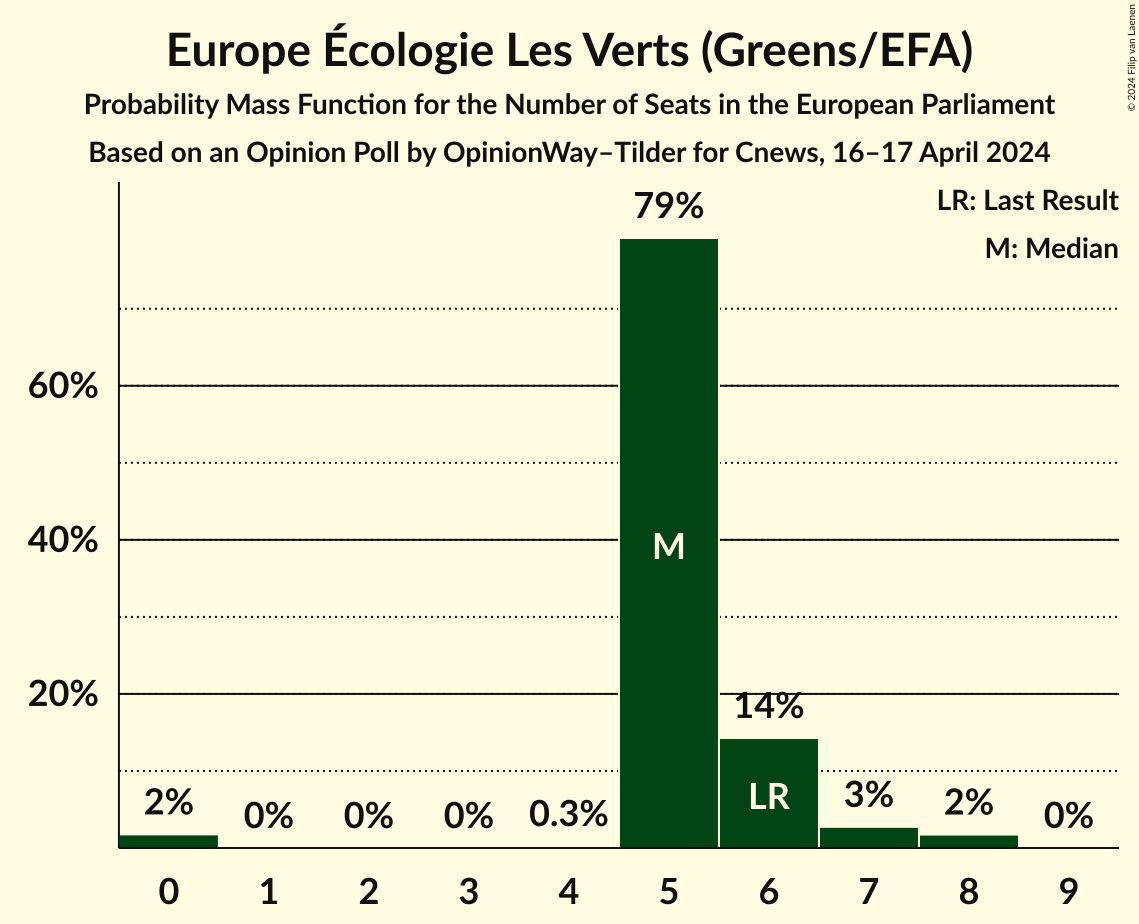 Europe Écologie Les Verts (Greens/EFA)
Probability Mass Function for the Number of Seats in the European Parliament
Based on an Opinion Poll by OpinionWay–Tilder for Cnews, 16–17 April 2024
© 2024 Filip van Laenen
LR: Last Result
M: Median
79%
60%
40%
M
20%
14%
LR
2% 0% 0% 0% 0.3% 3% 2% 0%
0 1 2 3 4 5 6 7 8 9